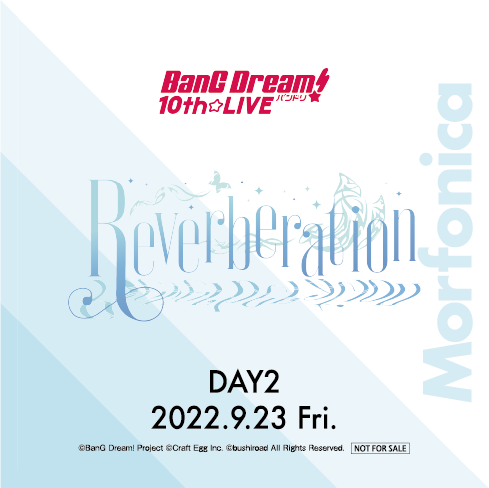 BanG Dream!
バンドリ
10th☆LIVE
Reverberation
Morfonica
DAY2
2022.9.23 Fri.
©BanG Dream! Project ©Craft Egg Inc. ©bushiroad All Rights Reserved. NOT FOR SALE